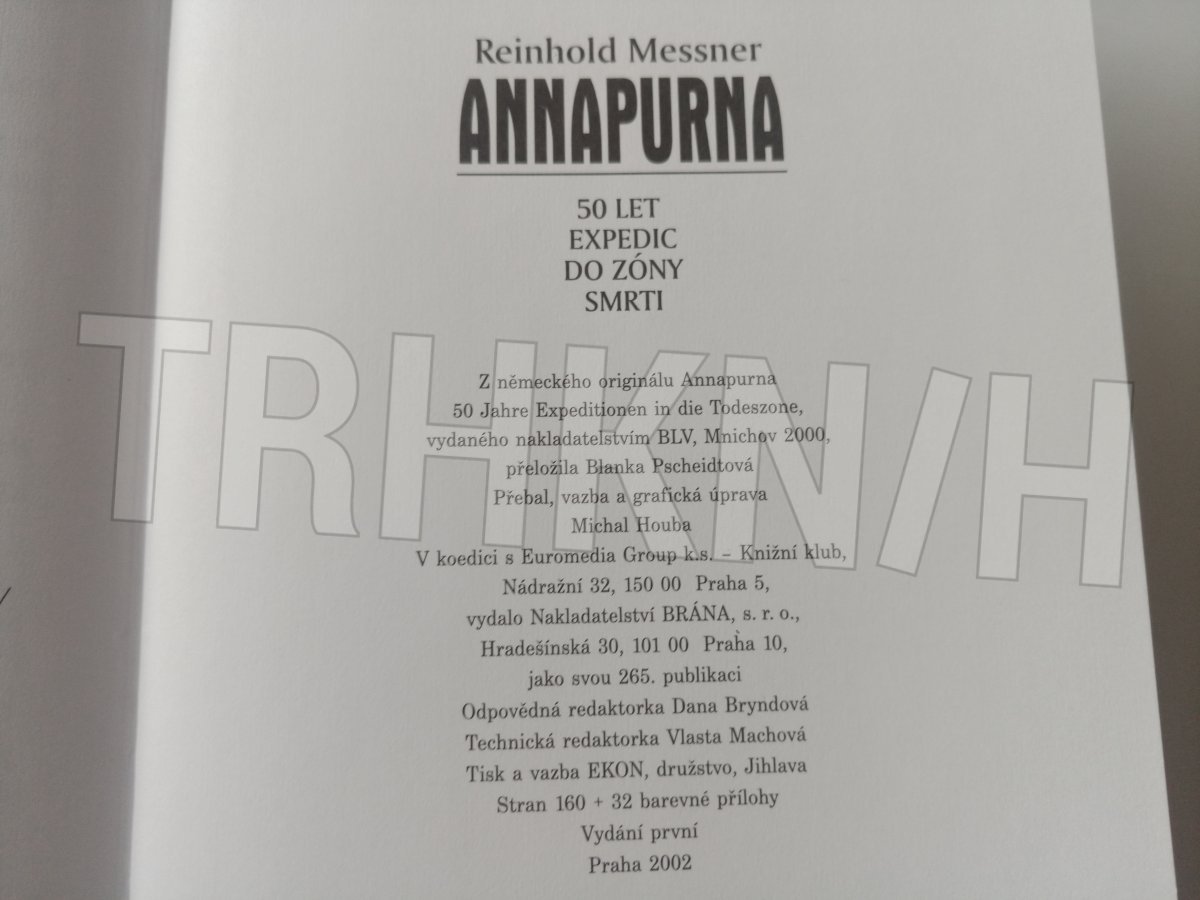 Reinhold Messner
ANNAPURNA
50 LET
EXPEDIC
DO ZÓNY
SMRTI
TRHKN/H
Z německého originálu Annapurna
50 Jahre Expeditionen in die Todeszone,
vydaného nakladatelstvím BLV, Mnichov 2000,
přeložila Blanka Pscheidtová
Přebal, vazba a grafická úprava
Michal Houba
V koedici s Euromedia Group k.s. – Knižní klub,
Nádražní 32, 150 00 Praha 5,
vydalo Nakladatelství BRÁNA, s. r. o.,
Hradešínská 30, 101 00 Praha 10,
jako svou 265. publikaci
Odpovědná redaktorka Dana Bryndová
Technická redaktorka Vlasta Machová
Tisk a vazba EKON, družstvo, Jihlava
Stran 160 + 32 barevné přílohy
Vydání první
Praha 2002